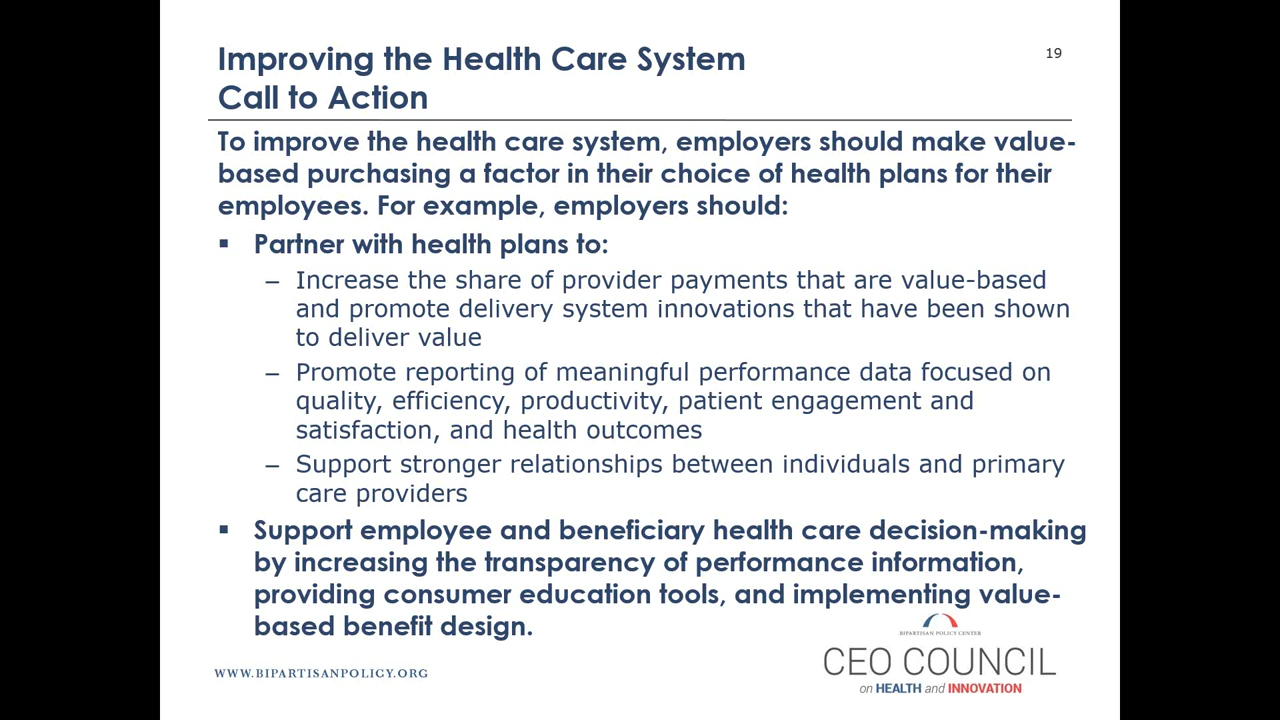 Improving the Health Care System
Call to Action
19
To improve the health care system, employers should make value-
based purchasing a factor in their choice of health plans for their
employees. For example, employers should:
▪ Partner with health plans to:
– Increase the share of provider payments that are value-based
and promote delivery system innovations that have been shown
to deliver value
– Promote reporting of meaningful performance data focused on
quality, efficiency, productivity, patient engagement and
satisfaction, and health outcomes
– Support stronger relationships between individuals and primary
care providers
▪ Support employee and beneficiary health care decision-making
by increasing the transparency of performance information,
providing consumer education tools, and implementing value-
based benefit design.
BIPARTISAN POLICY CENTER
CEO COUNCIL
on HEALTH and INNOVATION
WWW.BIPARTISANPOLICY.ORG